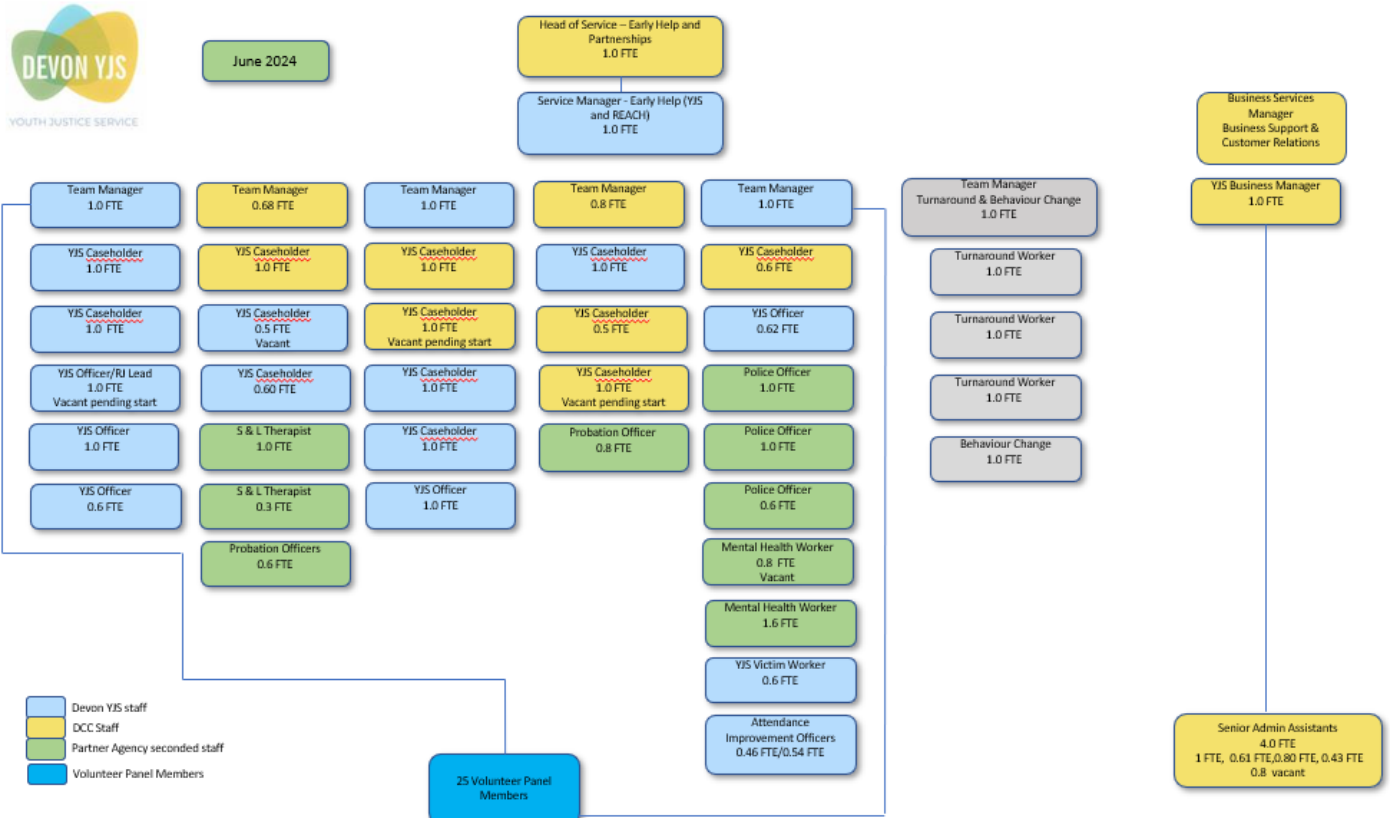 DEVON YJS
YOUTH JUSTICE SERVICE
June 2024
Head of Service – Early Help and
Partnerships
1.0 FTE
Service Manager - Early Help (YJS
and REACH)
1.0 FTE
Business Services
Manager
Business Support &
Customer Relations
Team Manager
1.0 FTE
YJS Caseholder
1.0 FTE
YJS Caseholder
1.0 FTE
YJS Officer/RJ Lead
1.0 FTE
Vacant pending start
YJS Officer
1.0 FTE
YJS Officer
0.6 FTE
Team Manager
0.68 FTE
YJS Caseholder
1.0 FTE
YJS Caseholder
0.5 FTE
Vacant
YJS Caseholder
0.60 FTE
S & L Therapist
1.0 FTE
S & L Therapist
0.3 FTE
Probation Officers
0.6 FTE
Team Manager
1.0 FTE
YJS Caseholder
1.0 FTE
YJS Caseholder
1.0 FTE
Vacant pending start
YJS Caseholder
1.0 FTE
YJS Caseholder
1.0 FTE
YJS Officer
1.0 FTE
Team Manager
0.8 FTE
YJS Caseholder
1.0 FTE
YJS Caseholder
0.5 FTE
YJS Caseholder
1.0 FTE
Vacant pending start
Probation Officer
0.8 FTE
Team Manager
1.0 FTE
YJS Caseholder
0.6 FTE
YJS Officer
0.62 FTE
Police Officer
1.0 FTE
Police Officer
1.0 FTE
Police Officer
0.6 FTE
Mental Health Worker
0.8 FTE
Vacant
Mental Health Worker
1.6 FTE
YJS Victim Worker
0.6 FTE
Attendance
Improvement Officers
0.46 FTE/0.54 FTE
Team Manager
Turnaround & Behaviour Change
1.0 FTE
Turnaround Worker
1.0 FTE
Turnaround Worker
1.0 FTE
Turnaround Worker
1.0 FTE
Behaviour Change
1.0 FTE
YJS Business Manager
1.0 FTE
Senior Admin Assistants
4.0 FTE
1 FTE, 0.61 FTE,0.80 FTE, 0.43 FTE
0.8 vacant
Devon YJS staff
DCC Staff
Partner Agency seconded staff
Volunteer Panel Members
25 Volunteer Panel
Members